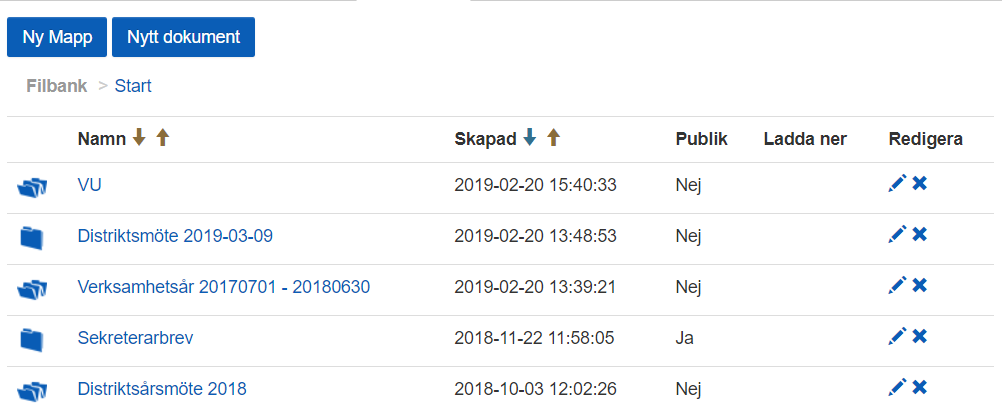 Ny Mapp Nytt dokument
Filbank > Start
Namn Skapad Publik Ladda ner Redigera
VU 2019-02-20 15:40:33 Nej
Distriktsmöte 2019-03-09 2019-02-20 13:48:53 Nej
Verksamhetsår 20170701 - 20180630 2019-02-20 13:39:21 Nej
Sekreterarbrev 2018-11-22 11:58:05 Ja
Distriktsårsmöte 2018 2018-10-03 12:02:26 Nej